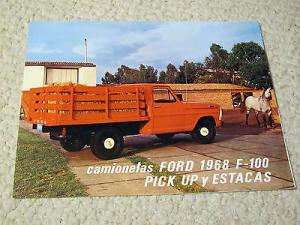 camionetas FORD 1968 F-100
PICK UP y ESTACAS